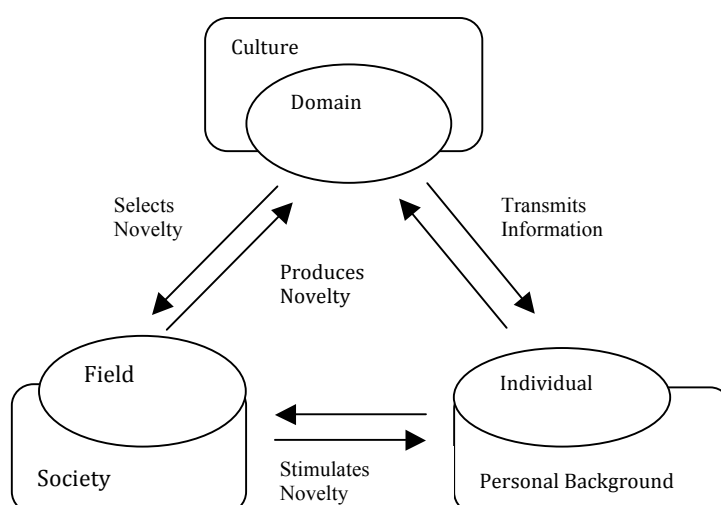 Culture
Domain
Selects
Novelty
Transmits
Information
Produces
Novelty
Field
Individual
Society
Stimulates
Novelty
Personal Background